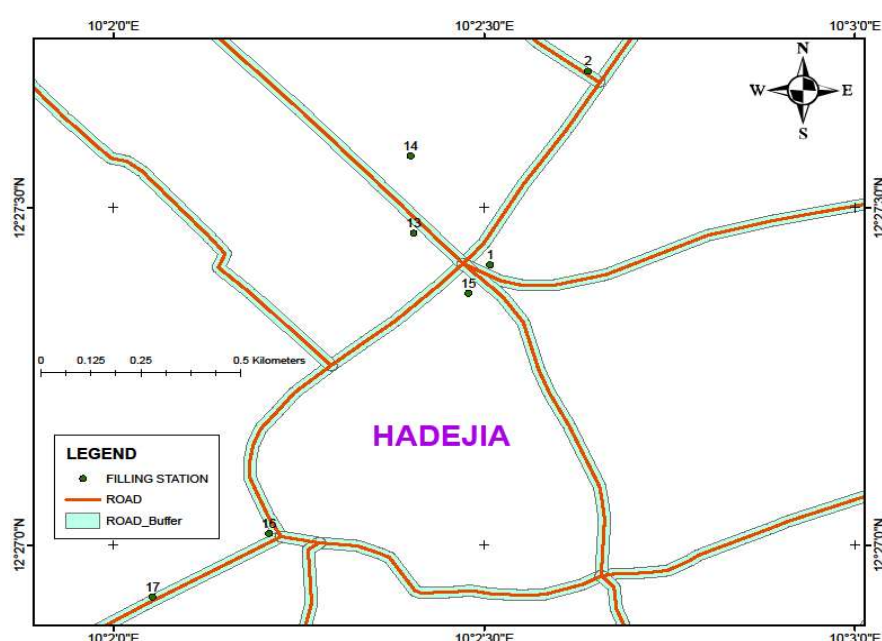 10°2'0"E 10°2'30"E 10°3'0"E
2
N
W E
S
14
12°27'30"N 12°27'30"N
13
1
15
0 0.125 0.25 0.5 Kilometers
HADEJIA
LEGEND
FILLING STATION
ROAD
ROAD_Buffer
16
12°27'0"N 12°27'0"N
17
10°2'0"E 10°2'30"E 10°3'0"E